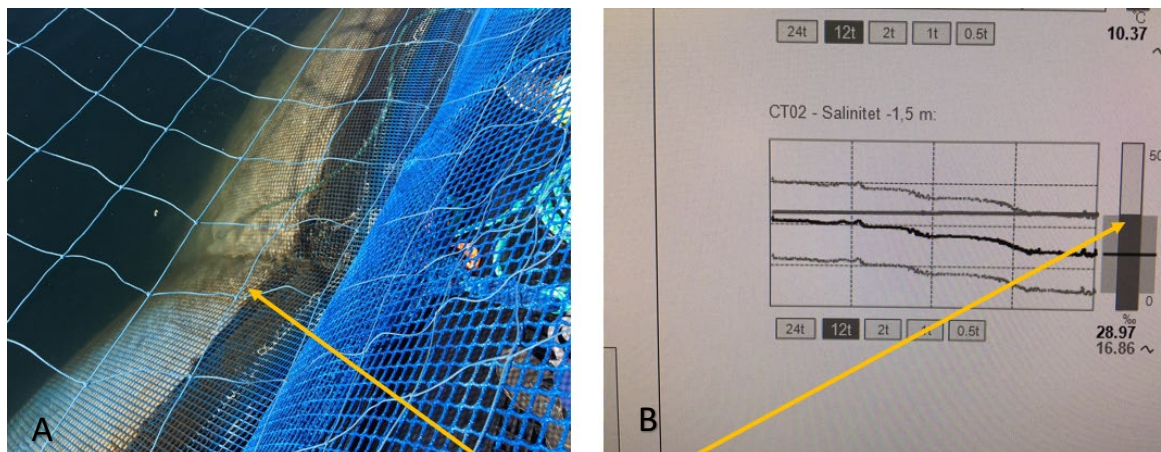 °C
24t 12t 2t 1t 0.5t
10.37
CT02 - Salinitet -1,5 m:
50
0
‰
24t 12t 2t 1t 0.5t
28.97
16.86
A
B